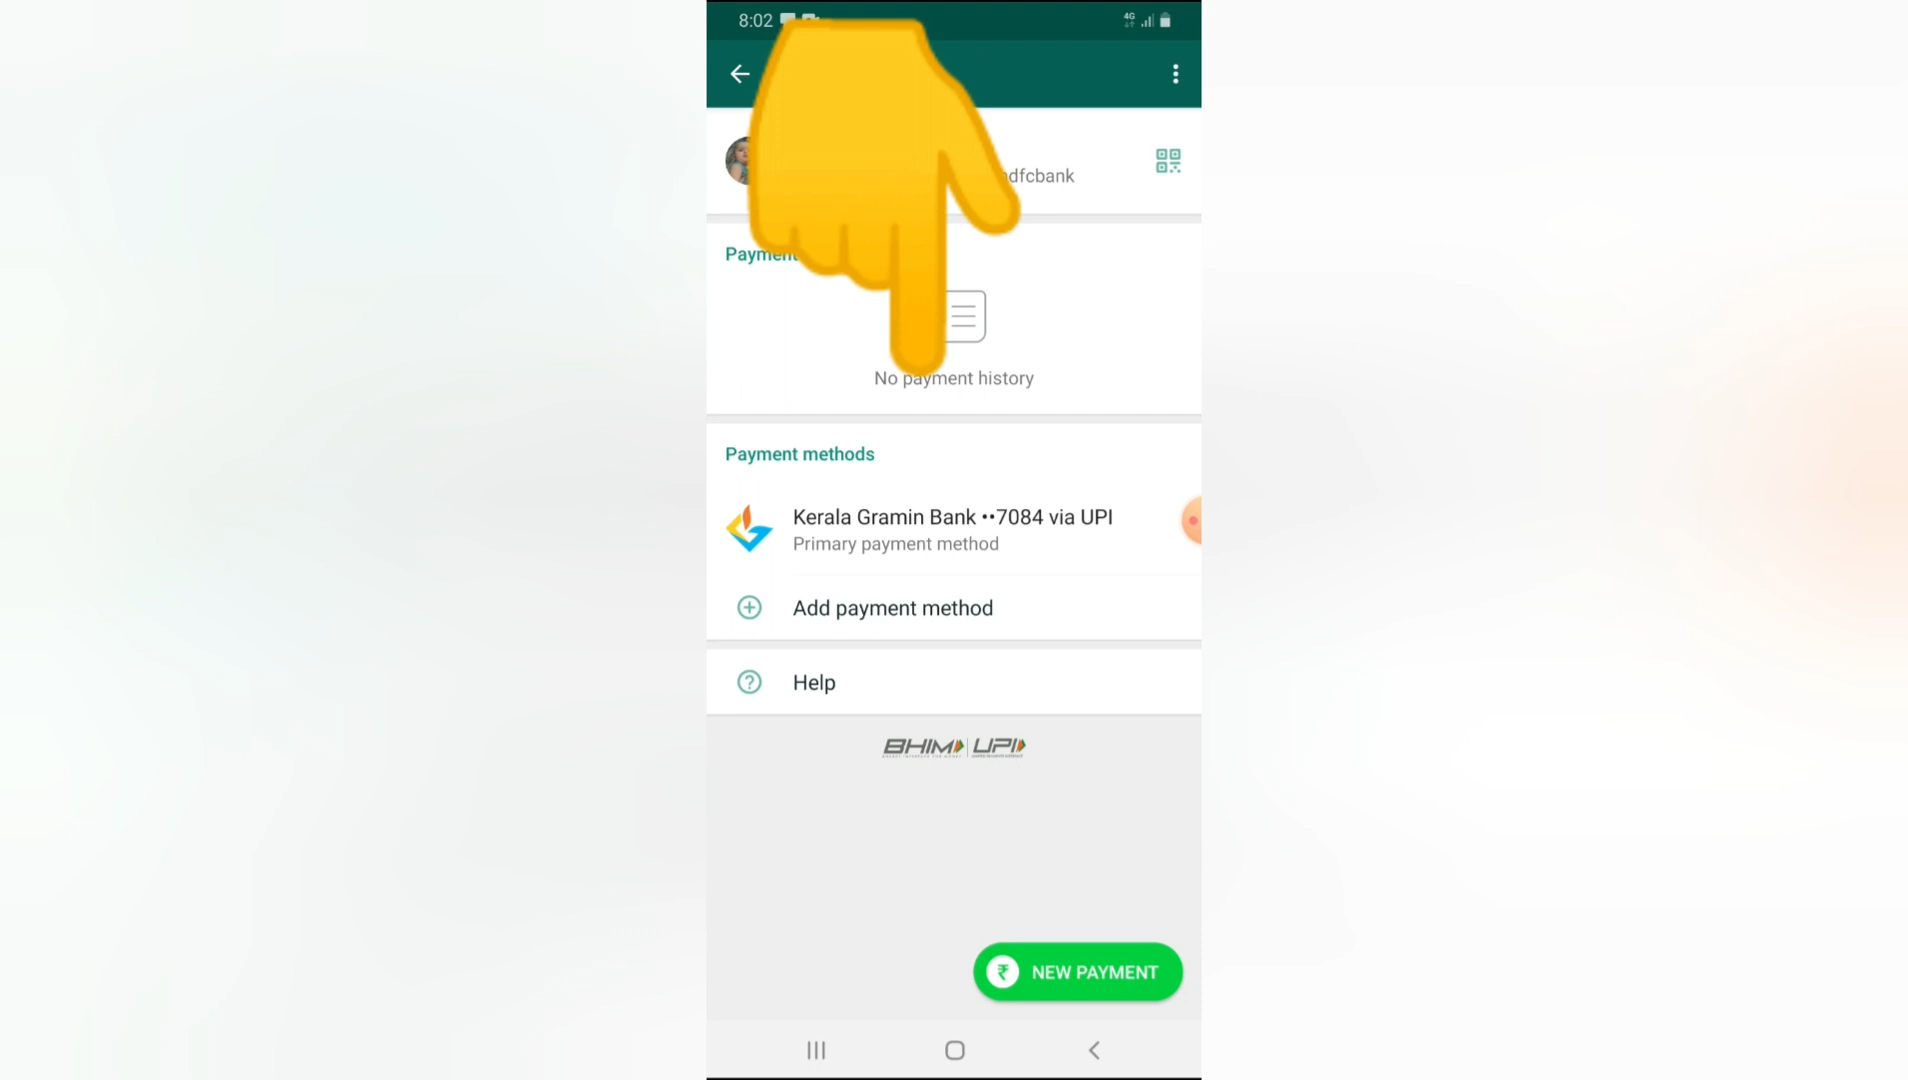 8:02
4G
Payment
No payment history
Payment methods
Kerala Gramin Bank ••7084 via UPI
Primary payment method
Add payment method
Help
BHIM UPI
₹ NEW PAYMENT